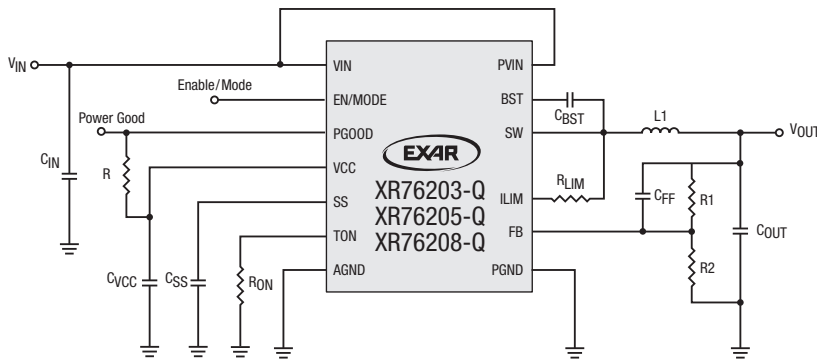 VIN
Enable/Mode
Power Good
CIN
R
CVCC
CSS
RON
VIN
EN/MODE
PGOOD
VCC
SS
TON
AGND
EXAR
XR76203-Q
XR76205-Q
XR76208-Q
PVIN
BST
SW
ILIM
FB
PGND
CBST
L1
VOUT
RLIM
CFF
R1
R2
COUT